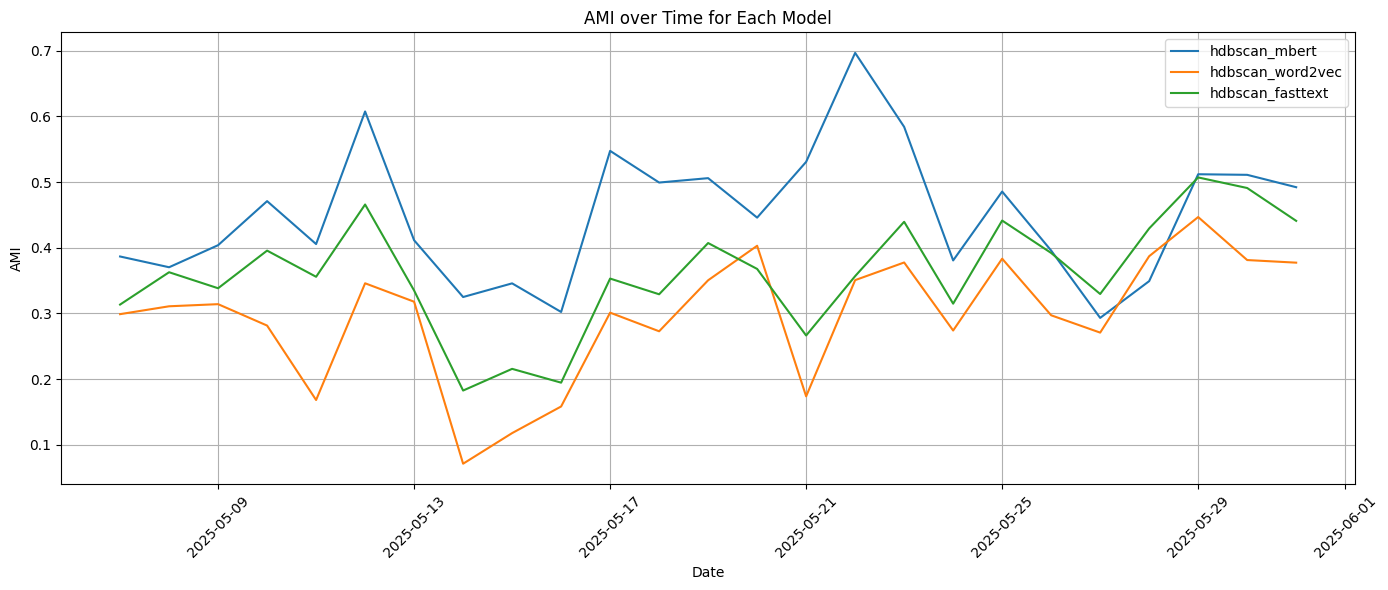 AMI over Time for Each Model
hdbscan_mbert
hdbscan_word2vec
hdbscan_fasttext
AMI
0.7
0.6
0.5
0.4
0.3
0.2
0.1
2025-05-09
2025-05-13
2025-05-17
2025-05-21
2025-05-25
2025-05-29
2025-06-01
Date